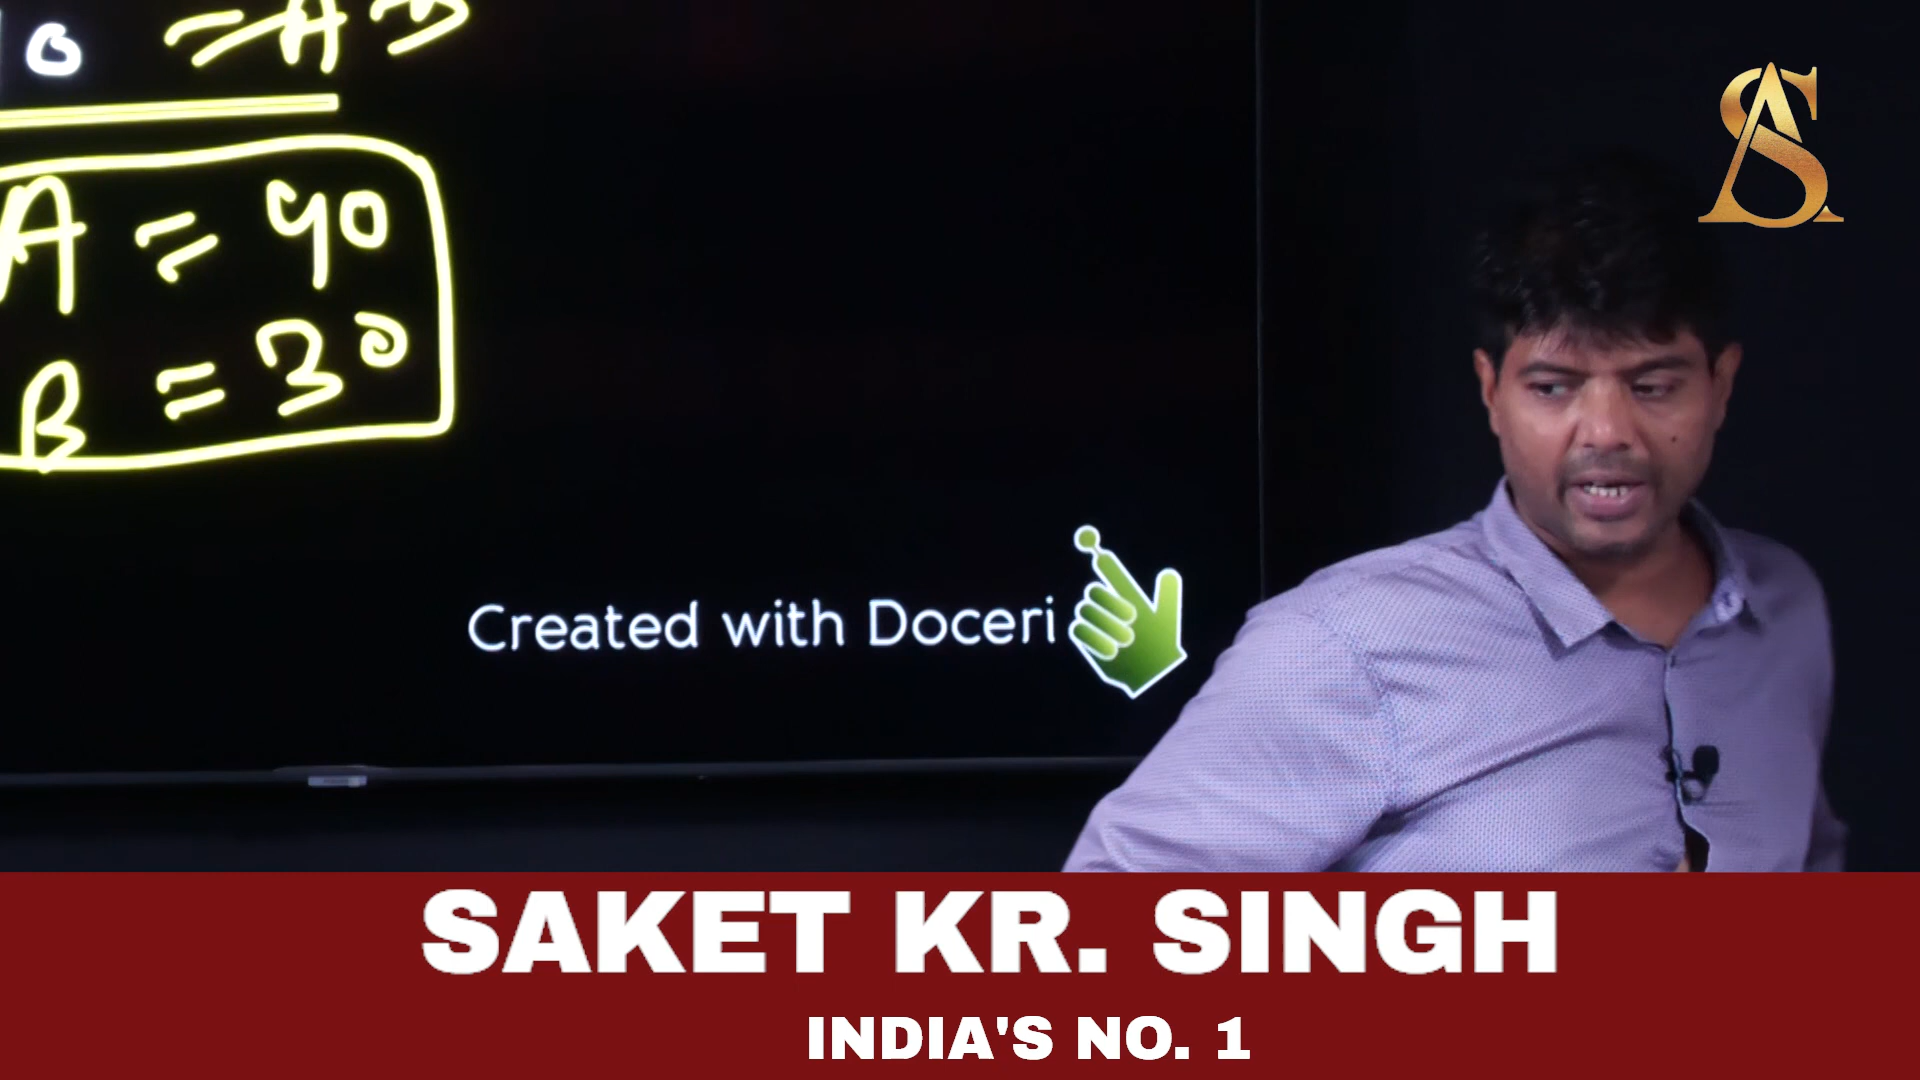 A = 90
B = 30
Created with Doceri
SAKET KR. SINGH
INDIA'S NO. 1